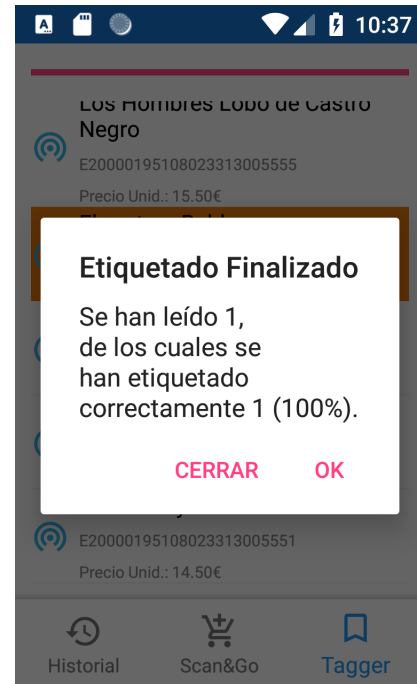 10:37
Los Hombres Lobo de Castro
Negro
E20000195108023313005555
Precio Unid.: 15.50€
Etiquetado Finalizado
Se han leído 1,
de los cuales se
han etiquetado
correctamente 1 (100%).
CERRAR OK
E20000195108023313005551
Precio Unid.: 14.50€
Historial Scan&Go Tagger